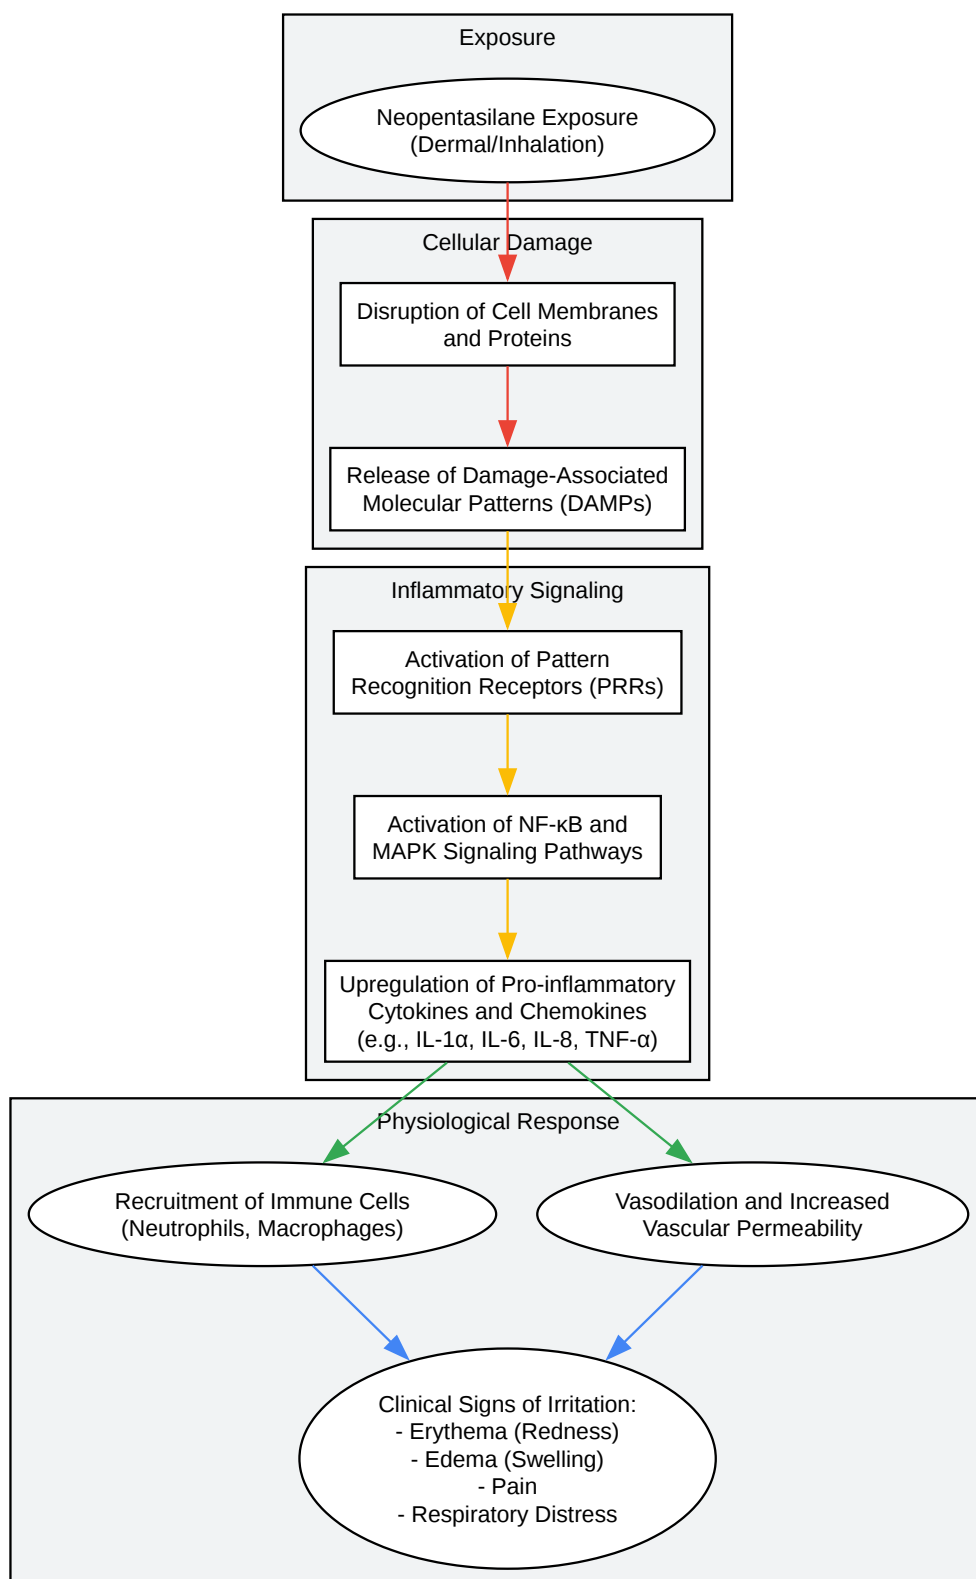 Exposure
Neopentasilane Exposure
(Dermal/Inhalation)
Cellular Damage
Disruption of Cell Membranes
and Proteins
Release of Damage-Associated
Molecular Patterns (DAMPs)
Inflammatory Signaling
Activation of Pattern
Recognition Receptors (PRRs)
Activation of NF-κB and
MAPK Signaling Pathways
Upregulation of Pro-inflammatory
Cytokines and Chemokines
(e.g., IL-1α, IL-6, IL-8, TNF-α)
Physiological Response
Recruitment of Immune Cells
(Neutrophils, Macrophages)
Vasodilation and Increased
Vascular Permeability
Clinical Signs of Irritation:
- Erythema (Redness)
- Edema (Swelling)
- Pain
- Respiratory Distress